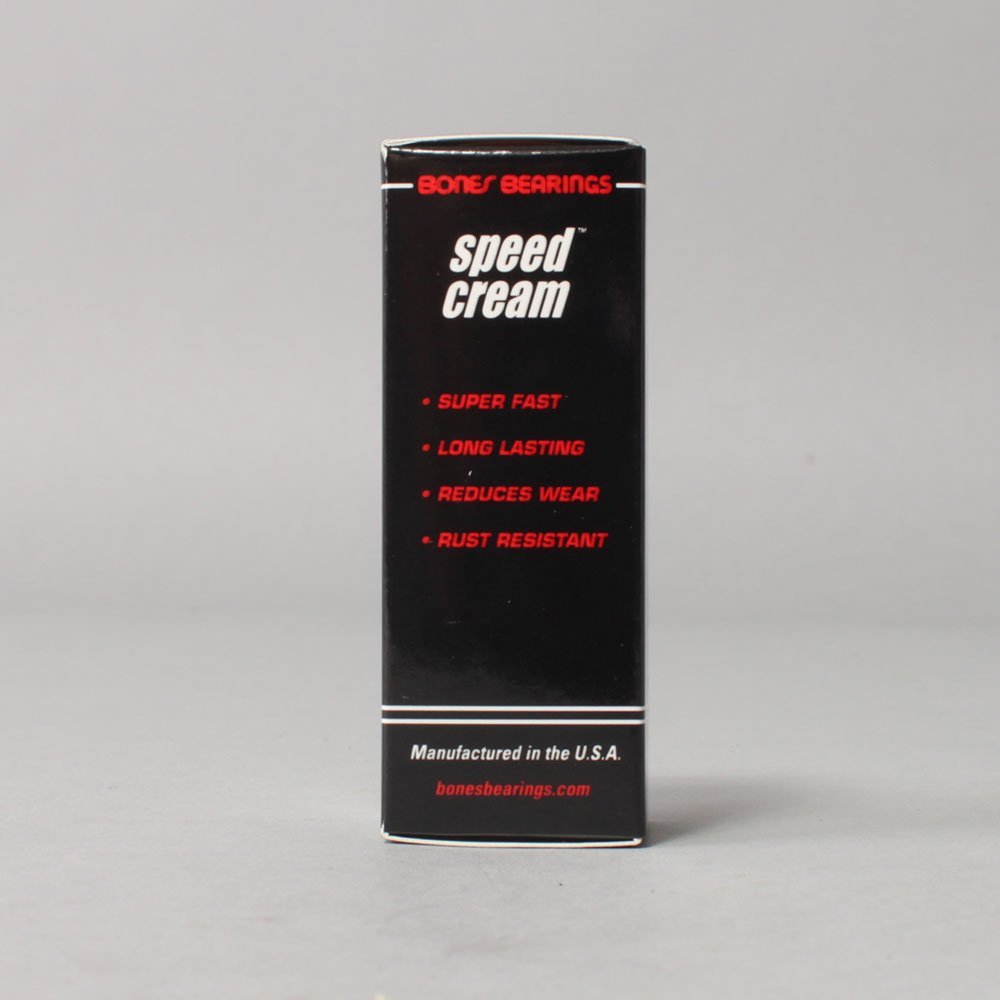 BONES BEARINGS
speed™
cream
• SUPER FAST
• LONG LASTING
• REDUCES WEAR
• RUST RESISTANT
Manufactured in the U.S.A.
bonesbearings.com